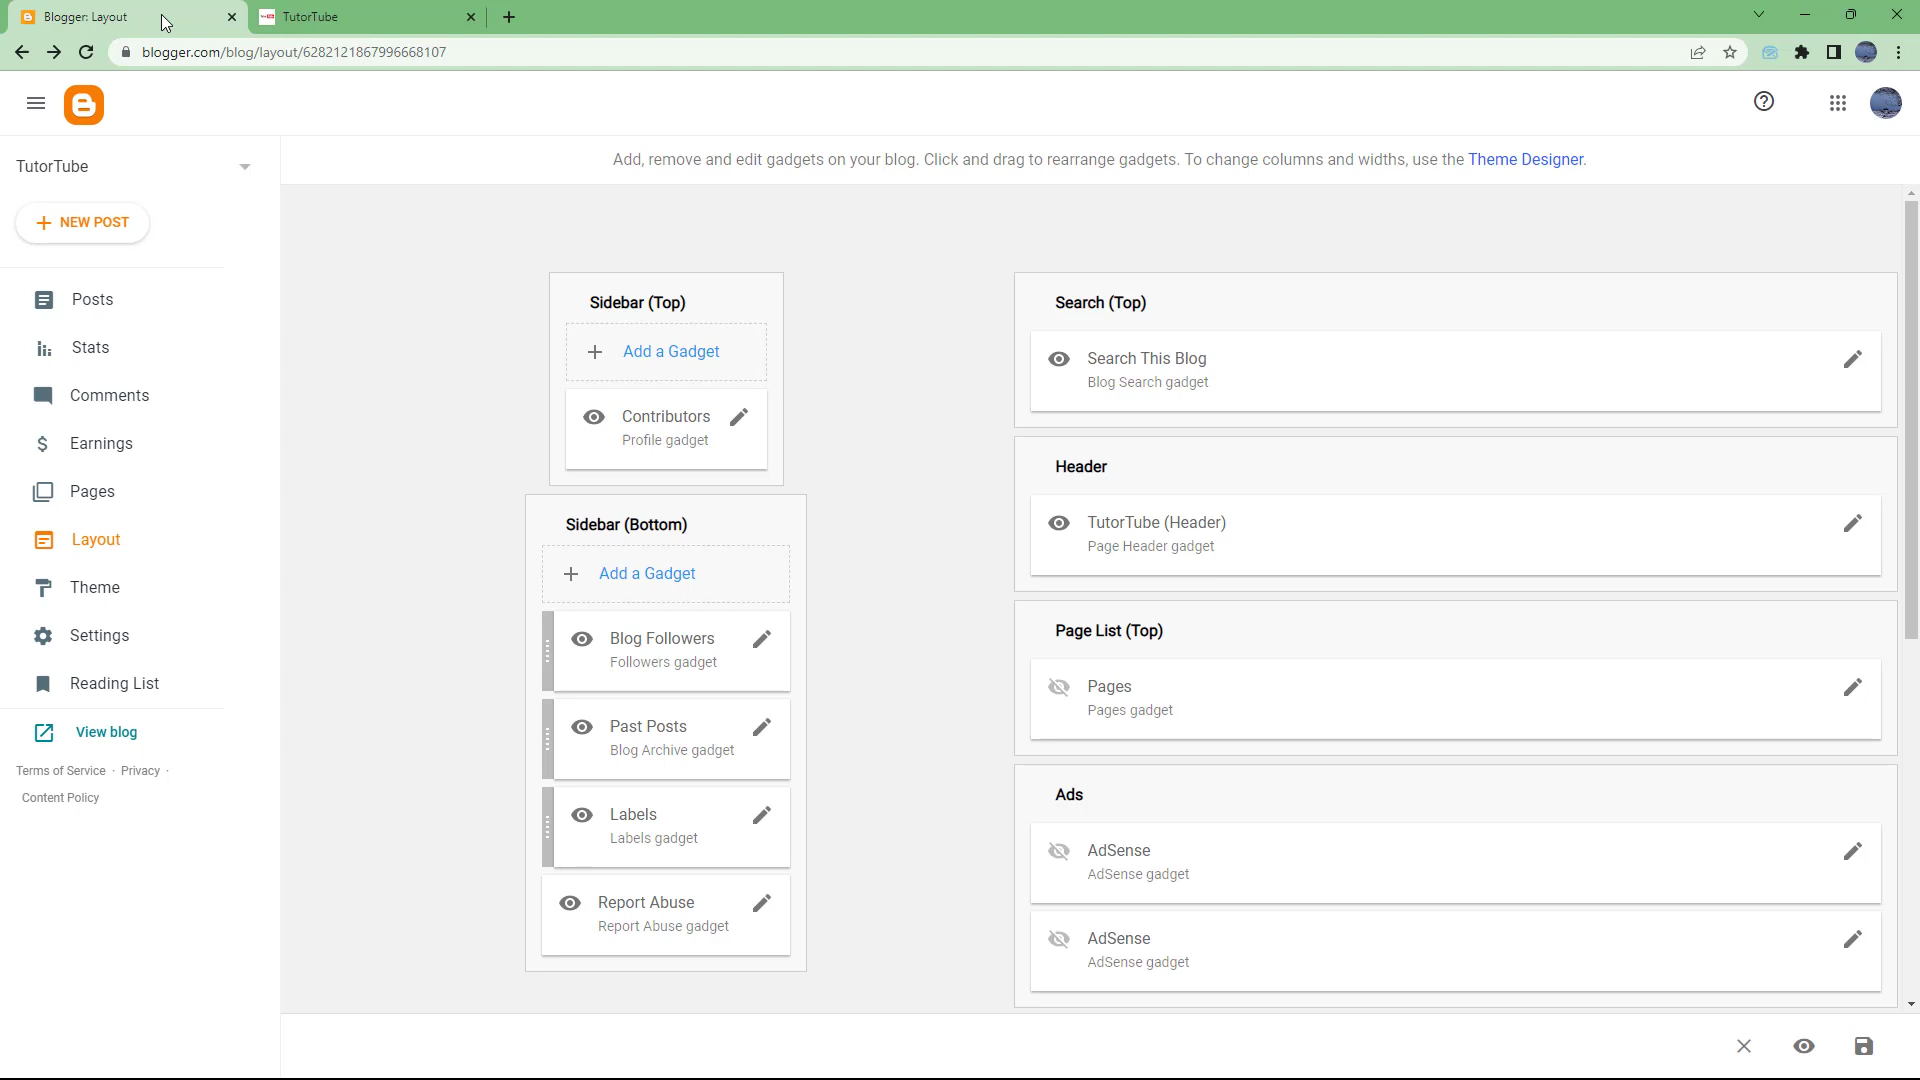 Blogger: Layout
TutorTube
blogger.com/blog/layout/6282121867996668107
TutorTube
NEW POST
Posts
Stats
Comments
Earnings
Pages
Layout
Theme
Settings
Reading List
View blog
Terms of Service · Privacy ·
Content Policy
Add, remove and edit gadgets on your blog. Click and drag to rearrange gadgets. To change columns and widths, use the Theme Designer.
Sidebar (Top)
Add a Gadget
Contributors
Profile gadget
Sidebar (Bottom)
Add a Gadget
Blog Followers
Followers gadget
Past Posts
Blog Archive gadget
Labels
Labels gadget
Report Abuse
Report Abuse gadget
Search (Top)
Search This Blog
Blog Search gadget
Header
TutorTube (Header)
Page Header gadget
Page List (Top)
Pages
Pages gadget
Ads
AdSense
AdSense gadget
AdSense
AdSense gadget